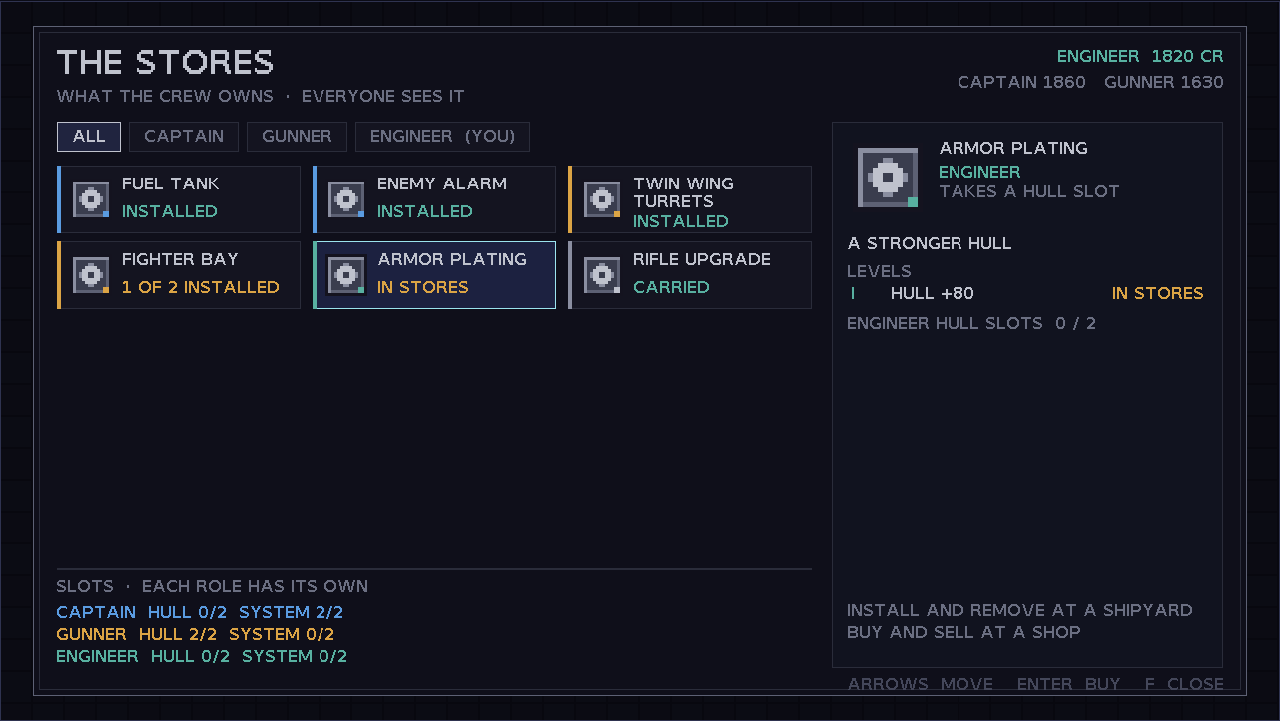 THE STORES
WHAT THE CREW OWNS · EVERYONE SEES IT
ENGINEER 1820 CR
CAPTAIN 1860 GUNNER 1630
ALL CAPTAIN GUNNER ENGINEER (YOU)
FUEL TANK
INSTALLED
ENEMY ALARM
INSTALLED
TWIN WING
TURRETS
INSTALLED
FIGHTER BAY
1 OF 2 INSTALLED
ARMOR PLATING
IN STORES
RIFLE UPGRADE
CARRIED
SLOTS · EACH ROLE HAS ITS OWN
CAPTAIN HULL 0/2 SYSTEM 2/2
GUNNER HULL 2/2 SYSTEM 0/2
ENGINEER HULL 0/2 SYSTEM 0/2
ARMOR PLATING
ENGINEER
TAKES A HULL SLOT
A STRONGER HULL
LEVELS
I HULL +80 IN STORES
ENGINEER HULL SLOTS 0 / 2
INSTALL AND REMOVE AT A SHIPYARD
BUY AND SELL AT A SHOP
ARROWS MOVE ENTER BUY F CLOSE